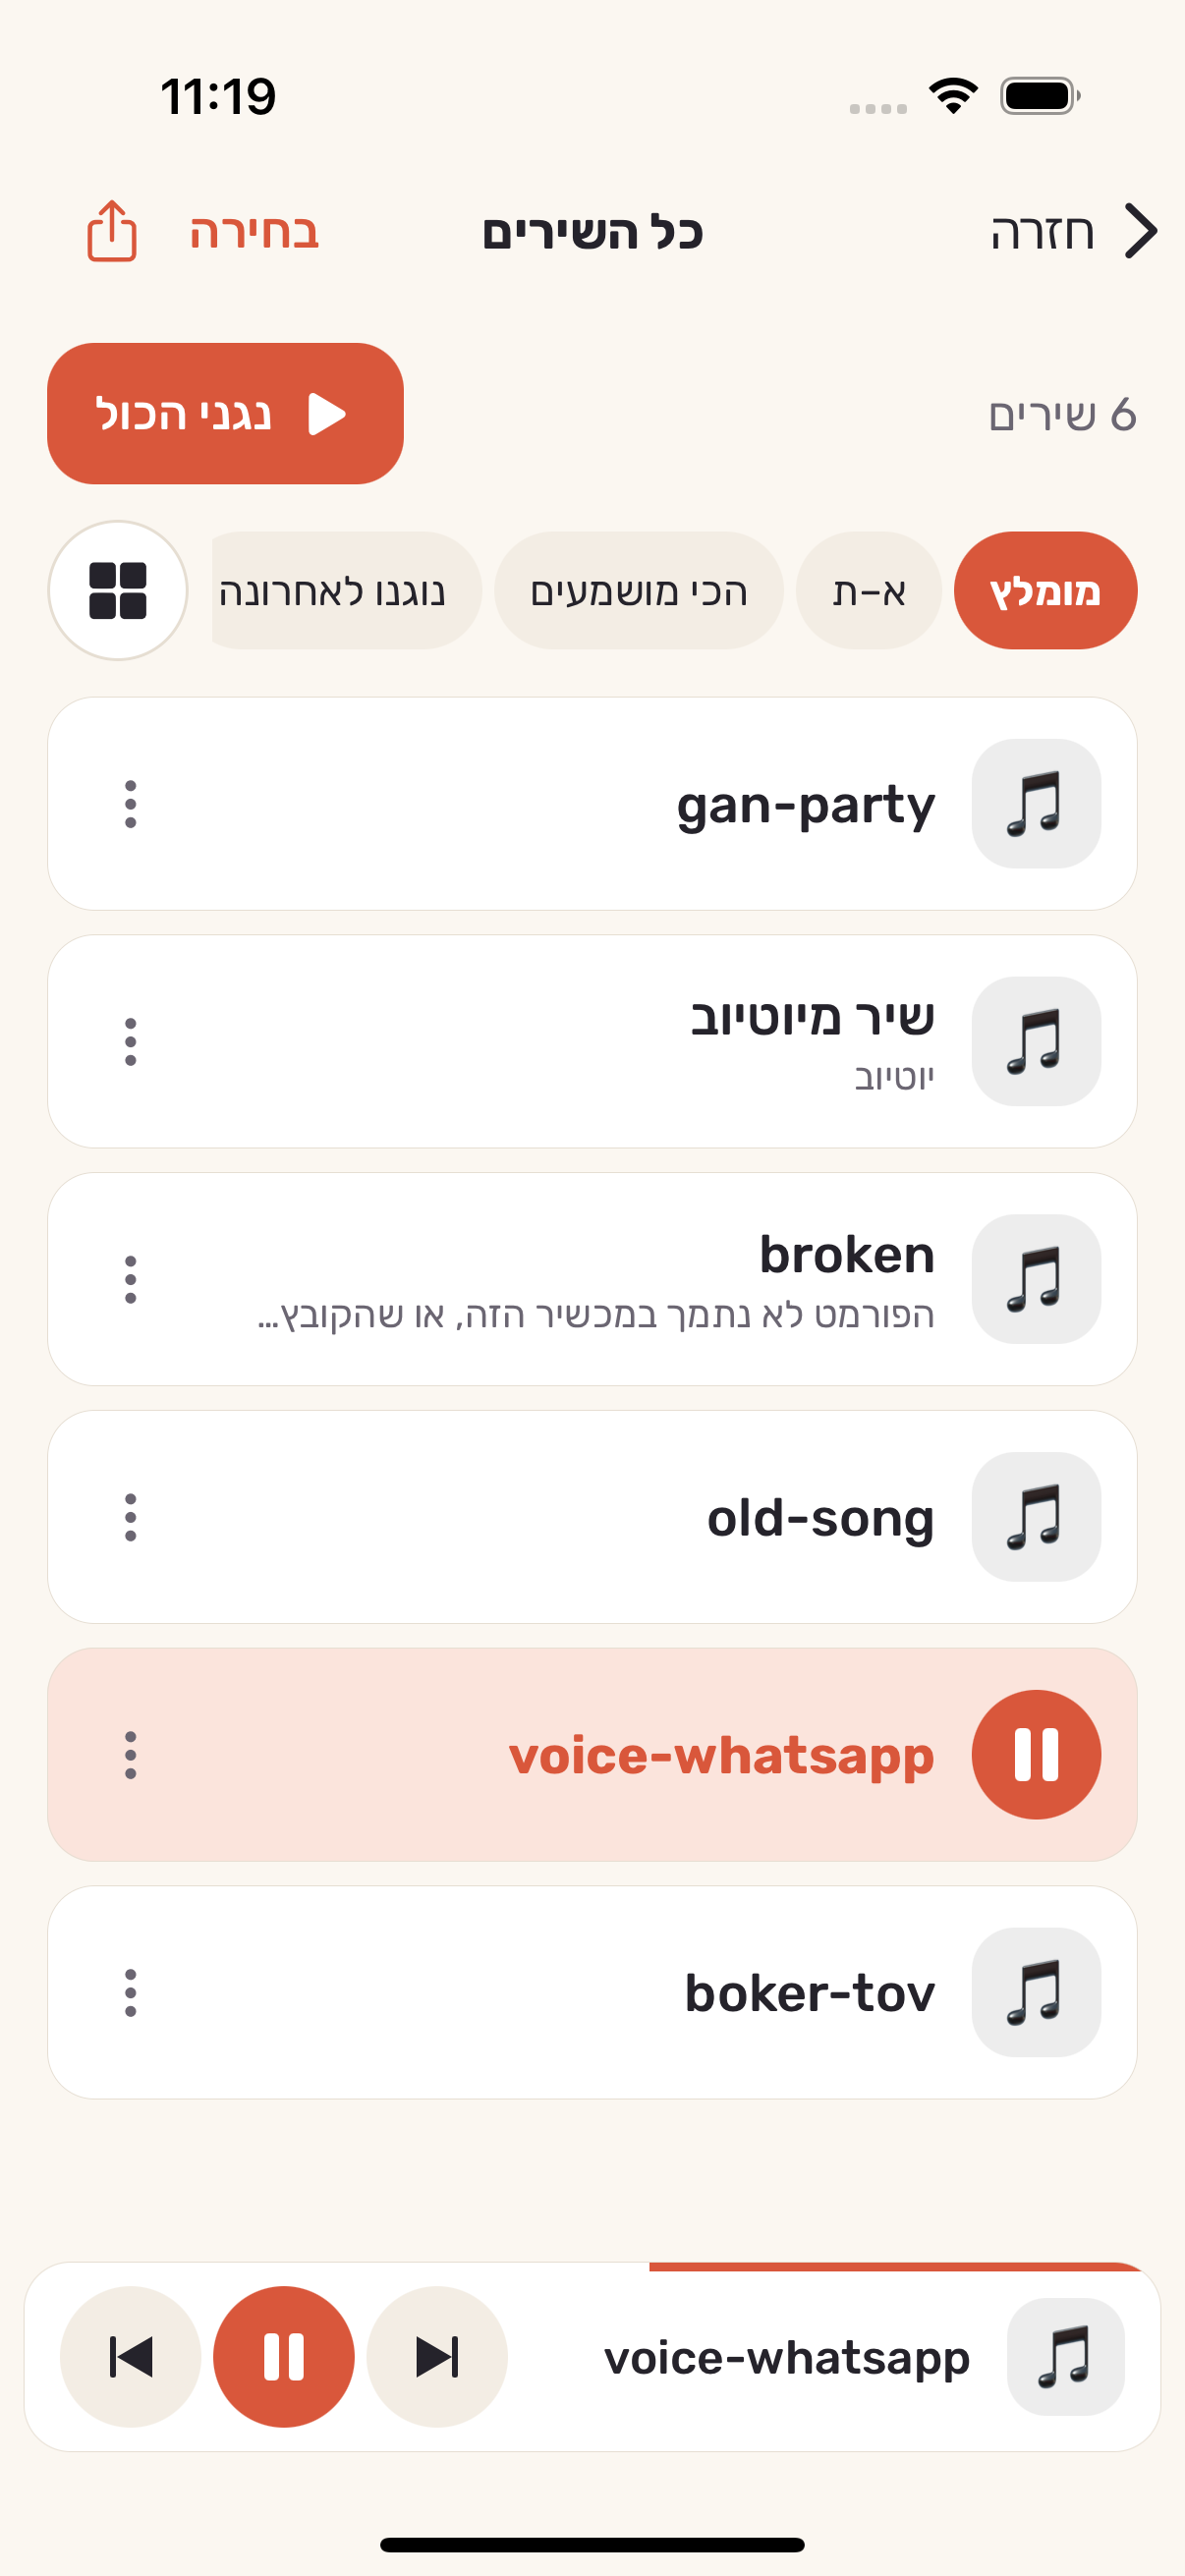 11:19
חזרה
כל השירים
בחירה
6 שירים
נגני הכול
מומלץ
א–ת
הכי מושמעים
נוגנו לאחרונה
gan-party
שיר מיוטיוב
יוטיוב
broken
הפורמט לא נתמך במכשיר הזה, או שהקובץ...
old-song
voice-whatsapp
boker-tov
voice-whatsapp